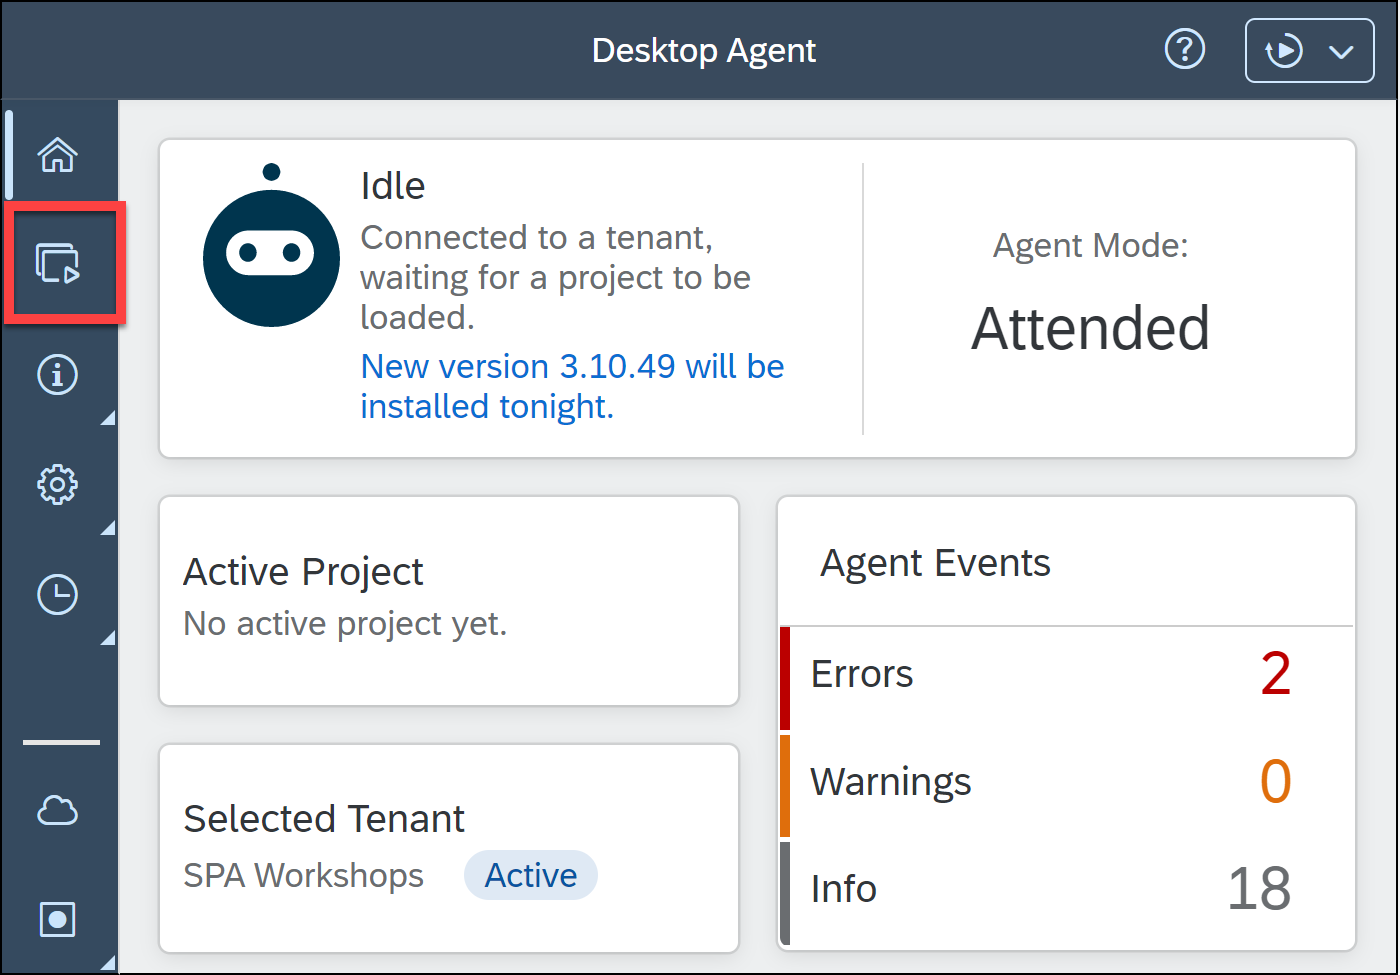 Desktop Agent
Idle
Connected to a tenant,
waiting for a project to be
loaded.
New version 3.10.49 will be
installed tonight.
Agent Mode:
Attended
Active Project
No active project yet.
Selected Tenant
SPA Workshops Active
Agent Events
Errors 2
Warnings 0
Info 18